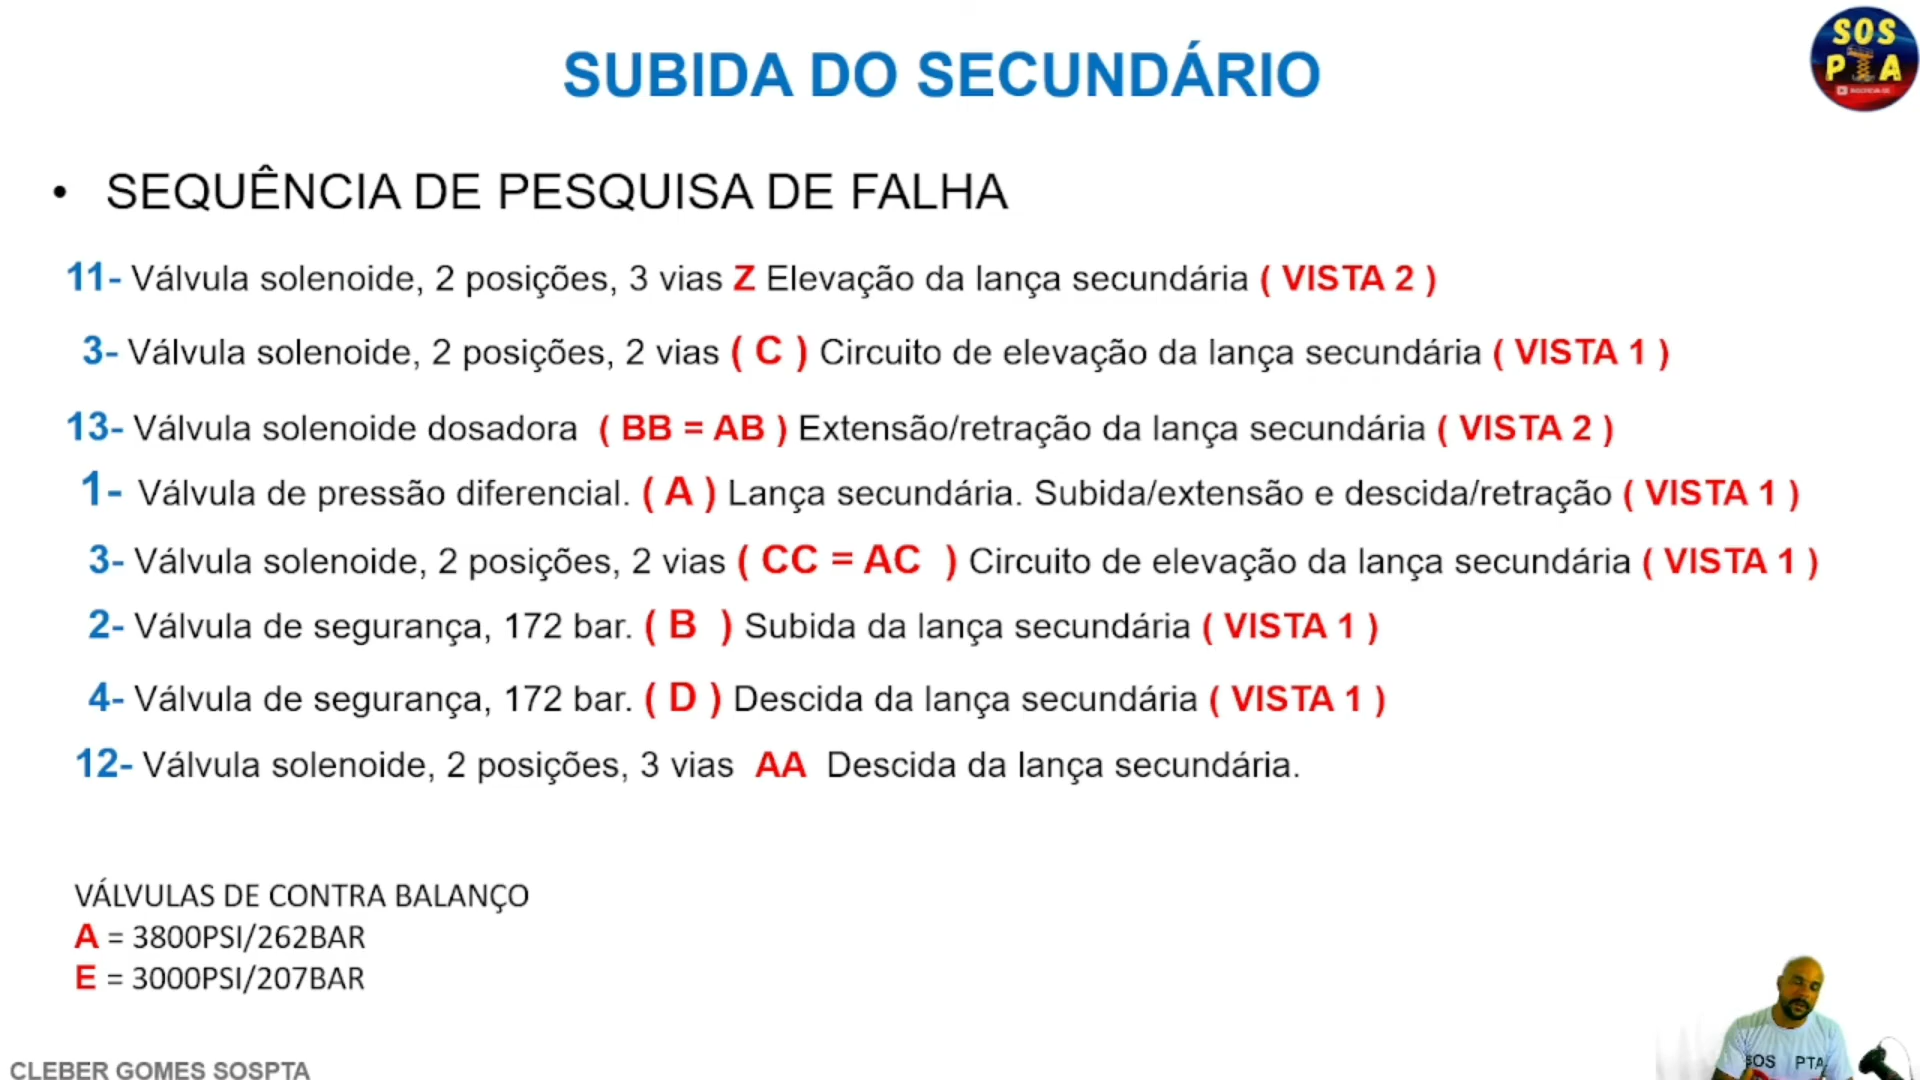 SOS
PTA
INSCREVA-SE
SUBIDA DO SECUNDÁRIO
• SEQUÊNCIA DE PESQUISA DE FALHA
11- Válvula solenoide, 2 posições, 3 vias Z Elevação da lança secundária ( VISTA 2 )
3- Válvula solenoide, 2 posições, 2 vias ( C ) Circuito de elevação da lança secundária ( VISTA 1 )
13- Válvula solenoide dosadora ( BB = AB ) Extensão/retração da lança secundária ( VISTA 2 )
1- Válvula de pressão diferencial. ( A ) Lança secundária. Subida/extensão e descida/retração ( VISTA 1 )
3- Válvula solenoide, 2 posições, 2 vias ( CC = AC ) Circuito de elevação da lança secundária ( VISTA 1 )
2- Válvula de segurança, 172 bar. ( B ) Subida da lança secundária ( VISTA 1 )
4- Válvula de segurança, 172 bar. ( D ) Descida da lança secundária ( VISTA 1 )
12- Válvula solenoide, 2 posições, 3 vias AA Descida da lança secundária.
VÁLVULAS DE CONTRA BALANÇO
A = 3800PSI/262BAR
E = 3000PSI/207BAR
SOS PTA
CLEBER GOMES SOSPTA